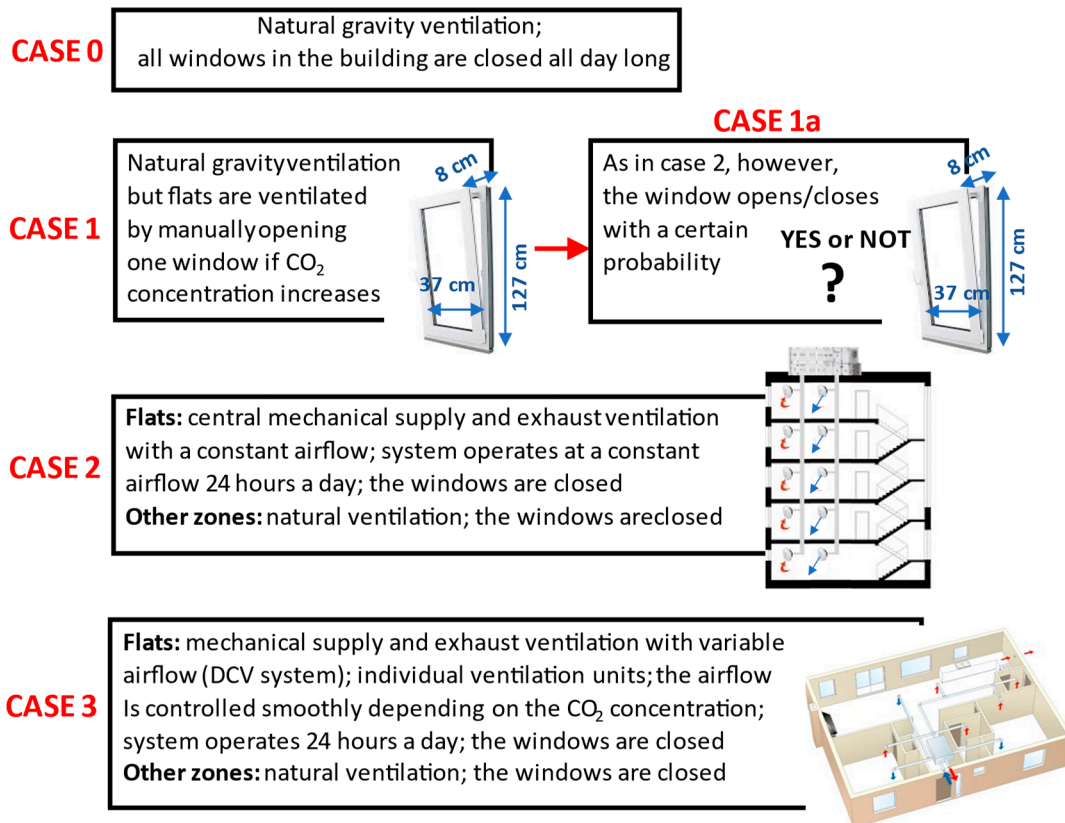 CASE 0
Natural gravity ventilation;
all windows in the building are closed all day long
CASE 1
Natural gravityventilation
but flats are ventilated
by manuallyopening
one window if CO₂
concentration increases
8 cm
37 cm
127 cm
CASE 1a
As in case 2, however,
the window opens/closes
with a certain
probability
YES or NOT
?
8 cm
37 cm
127 cm
CASE 2
Flats: central mechanical supply and exhaust ventilation
with a constant airflow; system operates at a constant
airflow 24 hours a day; the windows are closed
Other zones: natural ventilation; the windows areclosed
CASE 3
Flats: mechanical supply and exhaust ventilation with variable
airflow (DCV system); individual ventilation units; the airflow
Is controlled smoothly depending on the CO₂ concentration;
system operates 24 hours a day; the windows are closed
Other zones: natural ventilation; the windows are closed